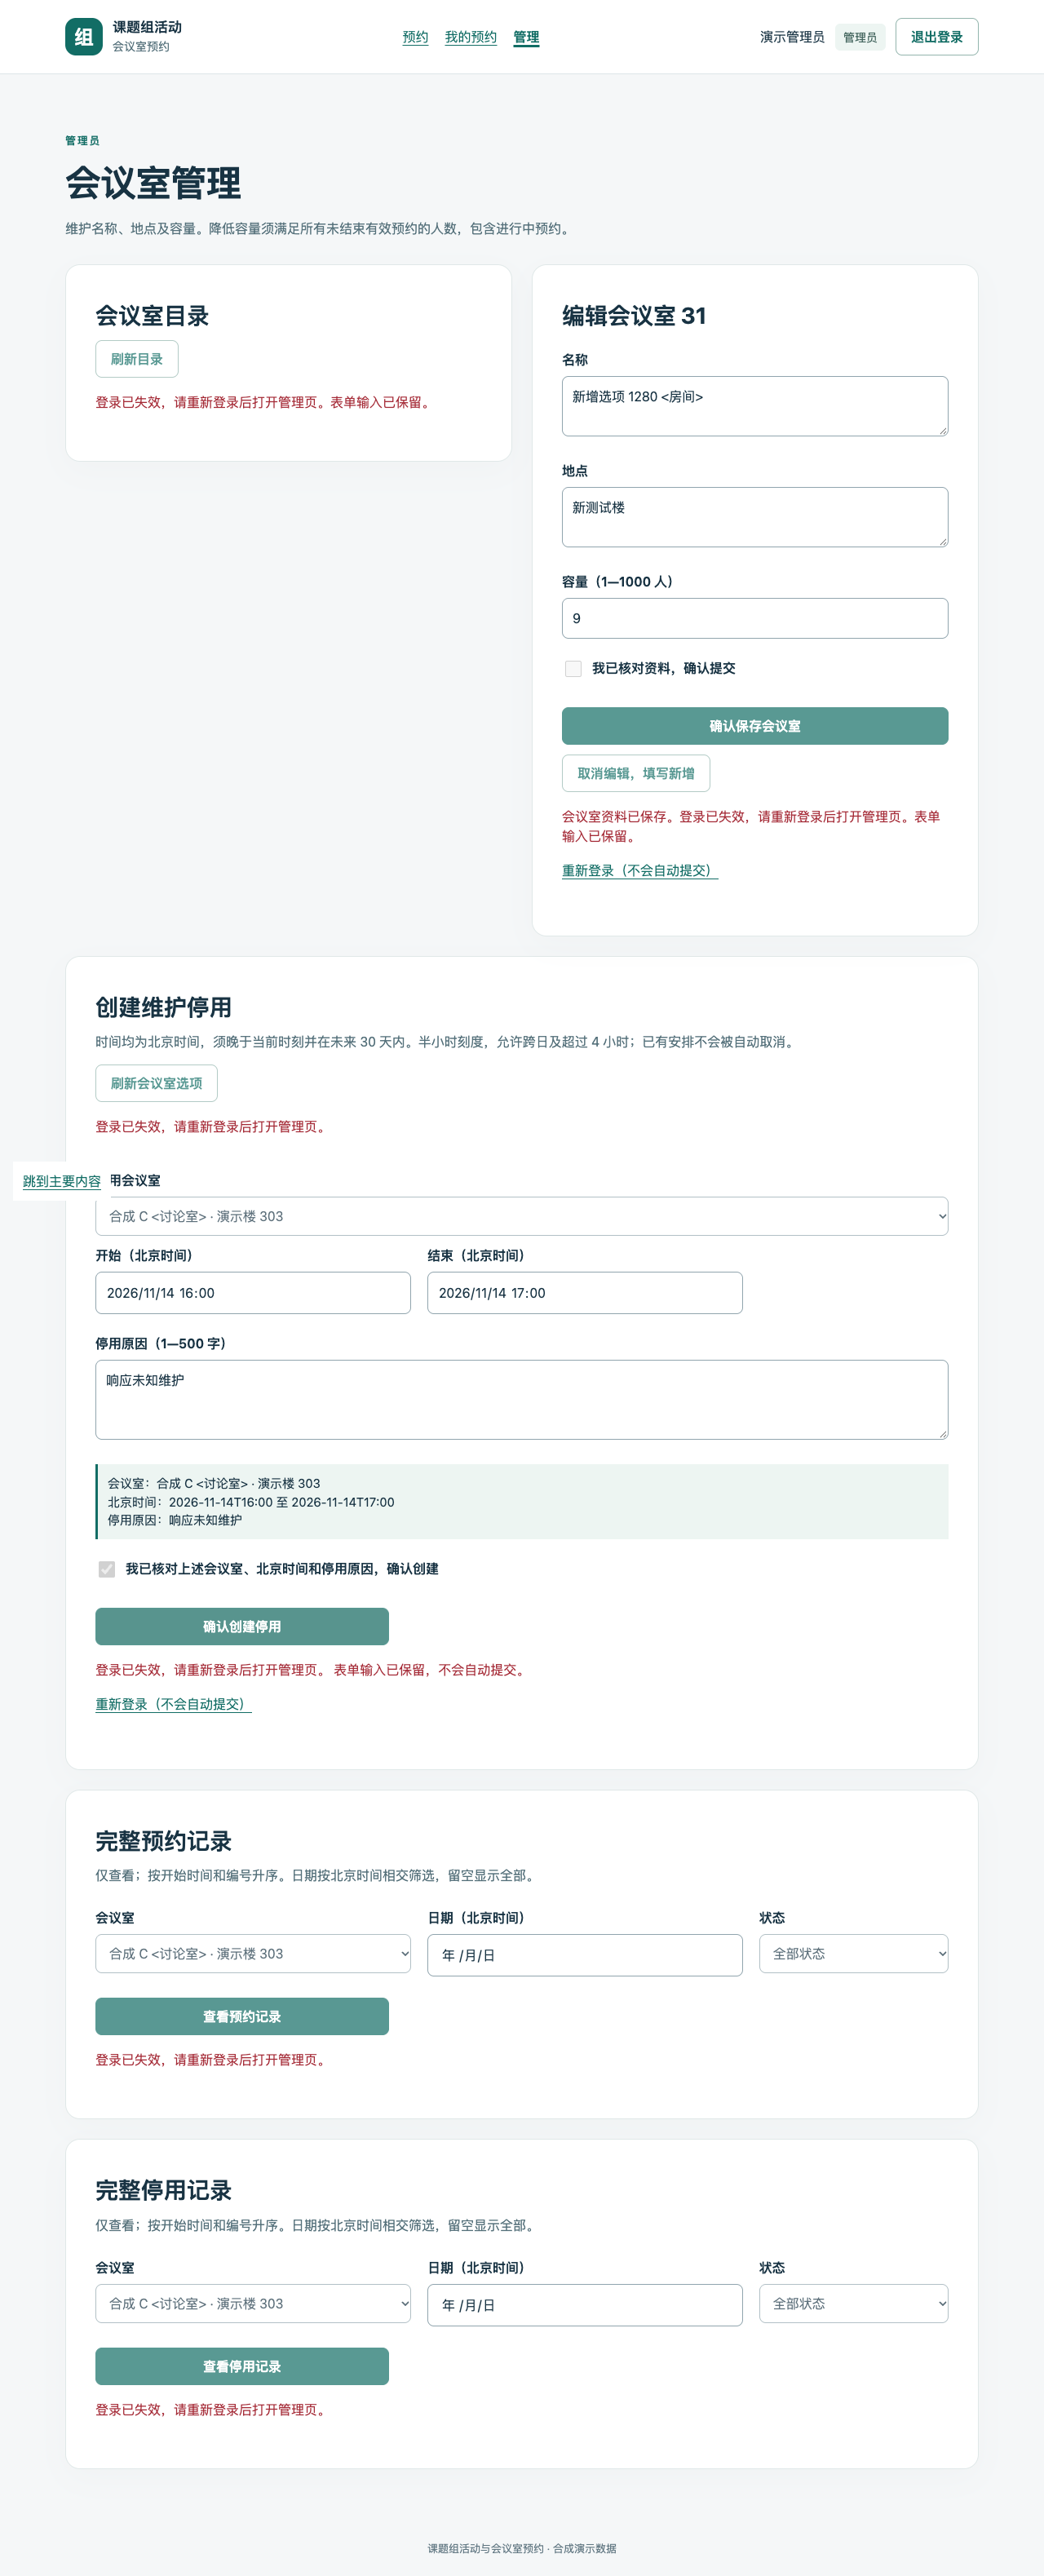 组
课题组活动
会议室预约
预约
我的预约
管理
演示管理员
管理员
退出登录
管理员
会议室管理
维护名称、地点及容量。降低容量须满足所有未结束有效预约的人数，包含进行中预约。
会议室目录
刷新目录
登录已失效，请重新登录后打开管理页。表单输入已保留。
编辑会议室 31
名称
新增选项 1280 <房间>
地点
新测试楼
容量（1—1000 人）
9
我已核对资料，确认提交
确认保存会议室
取消编辑，填写新增
会议室资料已保存。登录已失效，请重新登录后打开管理页。表单
输入已保留。
重新登录（不会自动提交）
创建维护停用
时间均为北京时间，须晚于当前时刻并在未来 30 天内。半小时刻度，允许跨日及超过 4 小时；已有安排不会被自动取消。
刷新会议室选项
登录已失效，请重新登录后打开管理页。
跳到主要内容
用会议室
合成 C <讨论室> · 演示楼 303
开始（北京时间）
结束（北京时间）
2026/11/14 16:00
2026/11/14 17:00
停用原因（1—500 字）
响应未知维护
会议室：合成 C <讨论室> · 演示楼 303
北京时间：2026-11-14T16:00 至 2026-11-14T17:00
停用原因：响应未知维护
我已核对上述会议室、北京时间和停用原因，确认创建
确认创建停用
登录已失效，请重新登录后打开管理页。 表单输入已保留，不会自动提交。
重新登录（不会自动提交）
完整预约记录
仅查看；按开始时间和编号升序。日期按北京时间相交筛选，留空显示全部。
会议室
日期（北京时间）
状态
合成 C <讨论室> · 演示楼 303
年 /月/日
全部状态
查看预约记录
登录已失效，请重新登录后打开管理页。
完整停用记录
仅查看；按开始时间和编号升序。日期按北京时间相交筛选，留空显示全部。
会议室
日期（北京时间）
状态
合成 C <讨论室> · 演示楼 303
年 /月/日
全部状态
查看停用记录
登录已失效，请重新登录后打开管理页。
课题组活动与会议室预约 · 合成演示数据